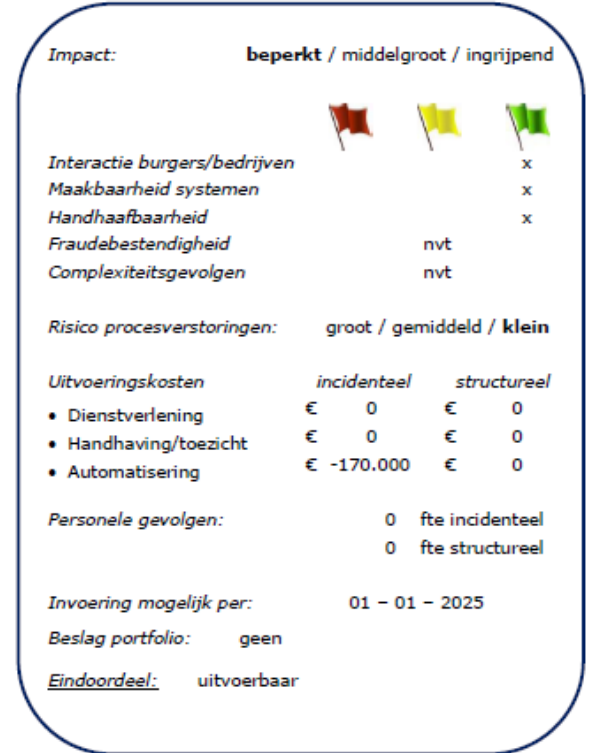 Impact: beperkt / middelgroot / ingrijpend
Interactie burgers/bedrijven x
Maakbaarheid systemen x
Handhaafbaarheid x
Fraudebestendigheid nvt
Complexiteitsgevolgen nvt
Risico procesverstoringen: groot / gemiddeld / klein
Uitvoeringskosten incidenteel structureel
• Dienstverlening € 0 € 0
• Handhaving/toezicht € 0 € 0
• Automatisering € -170.000 € 0
Personele gevolgen: 0 fte incidenteel
0 fte structureel
Invoering mogelijk per: 01 – 01 – 2025
Beslag portfolio: geen
Eindoordeel: uitvoerbaar